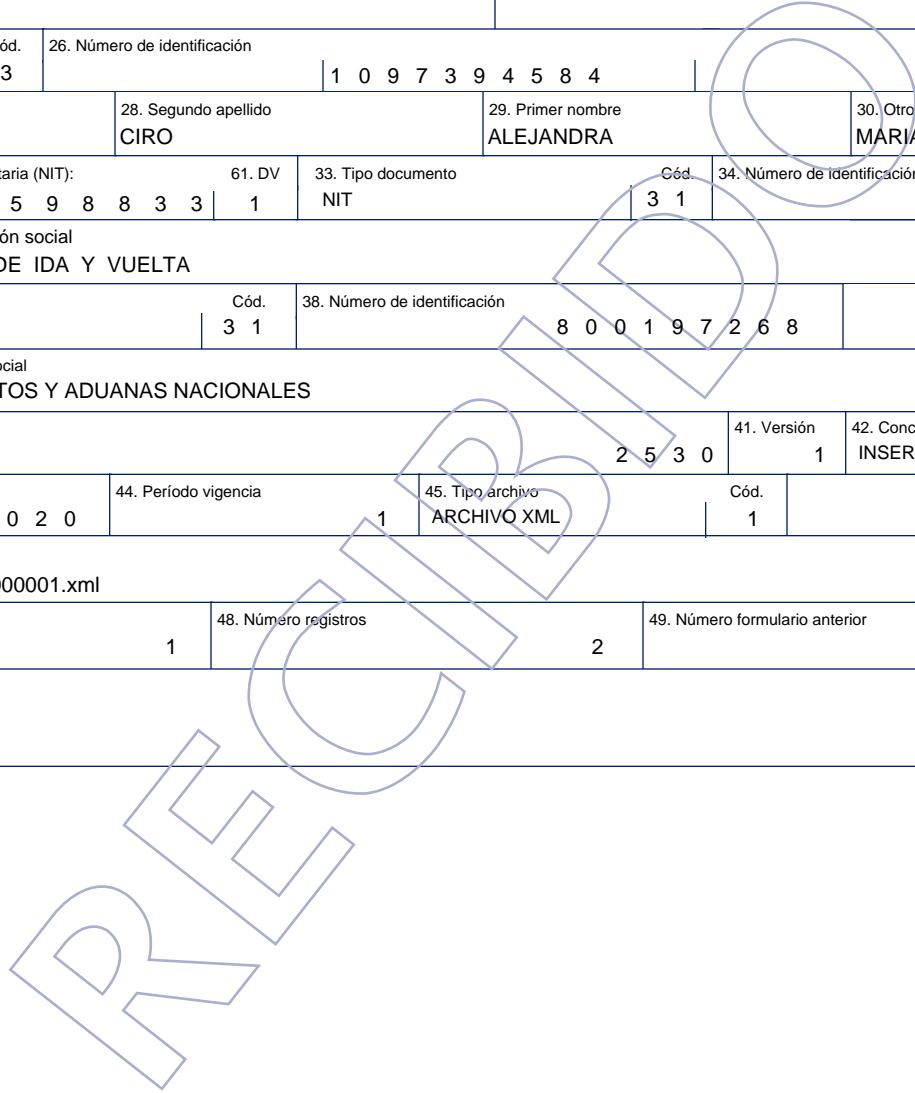 ód. 26. Número de identificación
3 1 0 9 7 3 9 4 5 8 4
28. Segundo apellido 29. Primer nombre 30. Otro
CIRO ALEJANDRA MARIA
taria (NIT): 61. DV 33. Tipo documento Cód. 34. Número de identificación
5 9 8 8 3 3 1 NIT 3 1
ón social
DE IDA Y VUELTA
Cód. 38. Número de identificación
3 1 8 0 0 1 9 7 2 6 8
ocial
TOS Y ADUANAS NACIONALES
41. Versión 42. Conc
2 5 3 0 1 INSER
44. Período vigencia 45. Tipo archivo Cód.
0 2 0 1 ARCHIVO XML 1
000001.xml
48. Número registros 49. Número formulario anterior
1 2
RECIBIDO